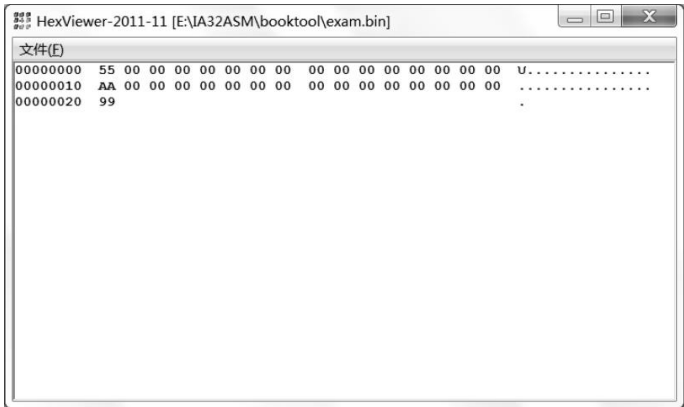 HexViewer-2011-11 [E:\IA32ASM\booktool\exam.bin]
文件(F)
00000000 55 00 00 00 00 00 00 00 00 00 00 00 00 00 00 00 U...............
00000010 AA 00 00 00 00 00 00 00 00 00 00 00 00 00 00 00 ................
00000020 99 .